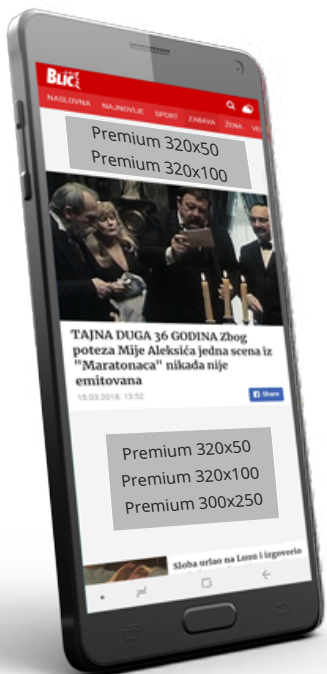 BLIC
NASLOVNA NAJNOVIJE SPORT ZABAVA ŽENA
Premium 320x50
Premium 320x100
TAJNA DUGA 36 GODINA Zbog
poteza Mije Aleksića jedna scena iz
"Maratonaca" nikada nije
emitovana
15.03.2018. 13:52
Share
Premium 320x50
Premium 320x100
Premium 300x250
Sloba urlao na Lunu i izgovorio